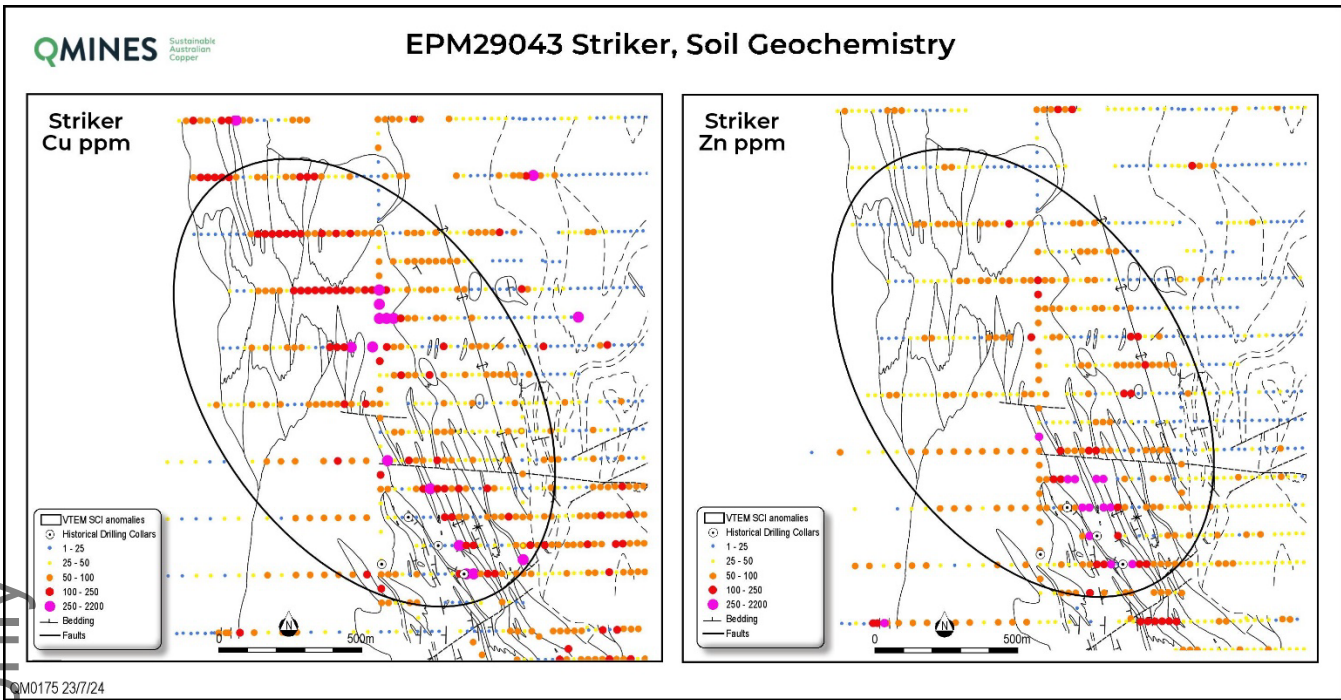 QMINES
Sustainable
Australian
Copper
EPM29043 Striker, Soil Geochemistry
Striker
Cu ppm
VTEM SCI anomalies
Historical Drilling Collars
1 - 25
25 - 50
50 - 100
100 - 250
250 - 2200
Bedding
Faults
N
0 500m
Striker
Zn ppm
VTEM SCI anomalies
Historical Drilling Collars
1 - 25
25 - 50
50 - 100
100 - 250
250 - 2200
Bedding
Faults
N
0 500m
QM0175 23/7/24